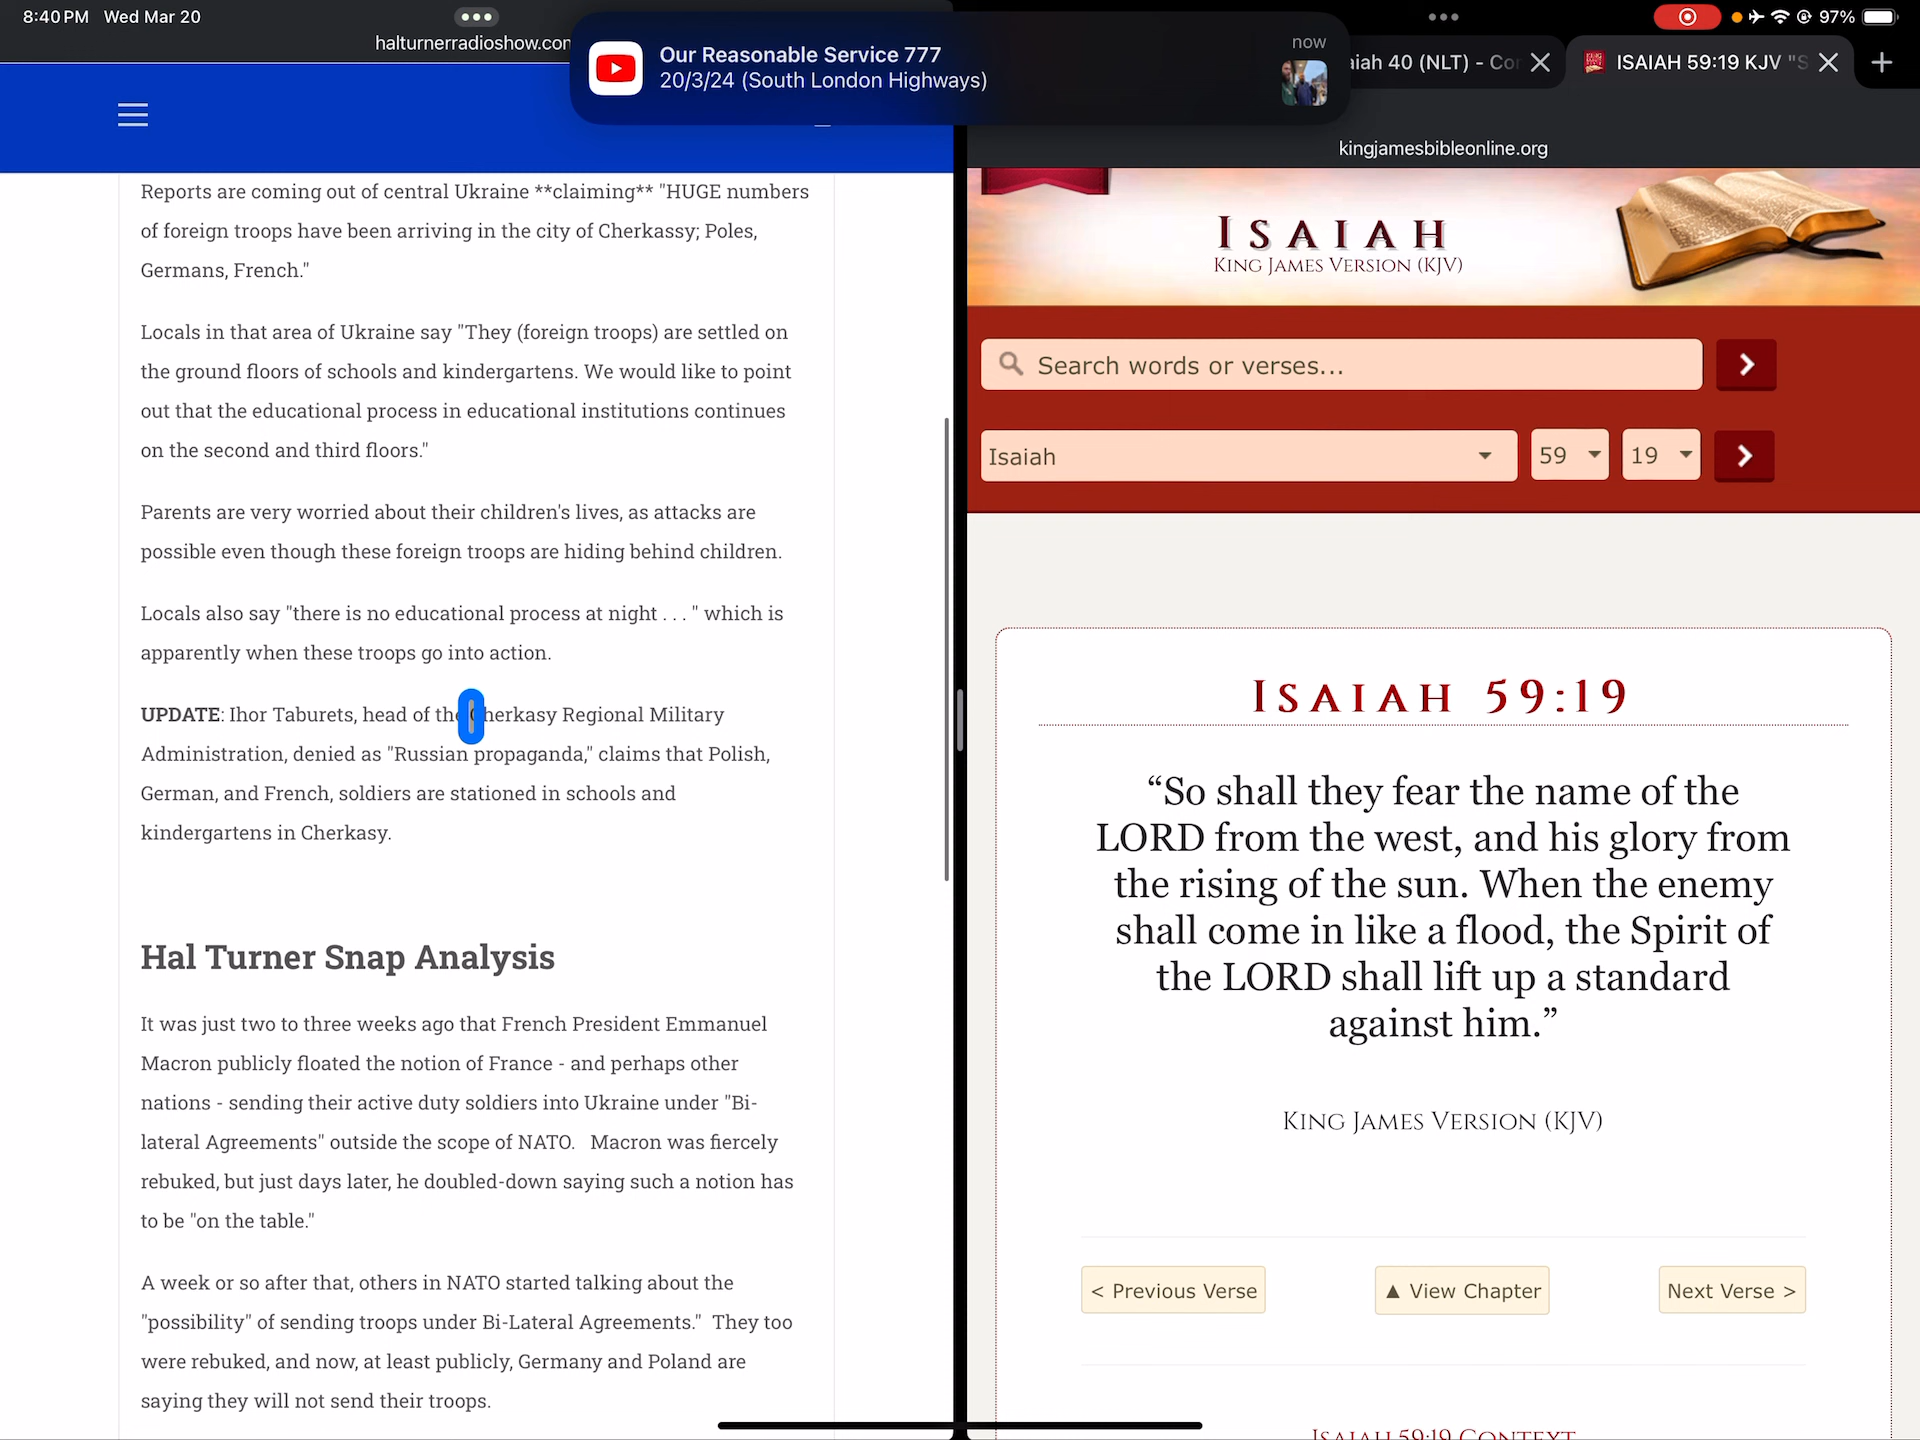 8:40 PM Wed Mar 20
97%
halturnerradioshow.com
Our Reasonable Service 777
now
20/3/24 (South London Highways)
aiah 40 (NLT) - Cor
ISAIAH 59:19 KJV "S
kingjamesbibleonline.org
Reports are coming out of central Ukraine **claiming** "HUGE numbers
of foreign troops have been arriving in the city of Cherkassy; Poles,
Germans, French."
Locals in that area of Ukraine say "They (foreign troops) are settled on
the ground floors of schools and kindergartens. We would like to point
out that the educational process in educational institutions continues
on the second and third floors."
Parents are very worried about their children's lives, as attacks are
possible even though these foreign troops are hiding behind children.
Locals also say "there is no educational process at night . . . " which is
apparently when these troops go into action.
UPDATE: Ihor Taburets, head of the Cherkasy Regional Military
Administration, denied as "Russian propaganda," claims that Polish,
German, and French, soldiers are stationed in schools and
kindergartens in Cherkasy.
Hal Turner Snap Analysis
It was just two to three weeks ago that French President Emmanuel
Macron publicly floated the notion of France - and perhaps other
nations - sending their active duty soldiers into Ukraine under "Bi-
lateral Agreements" outside the scope of NATO. Macron was fiercely
rebuked, but just days later, he doubled-down saying such a notion has
to be "on the table."
A week or so after that, others in NATO started talking about the
"possibility" of sending troops under Bi-Lateral Agreements." They too
were rebuked, and now, at least publicly, Germany and Poland are
saying they will not send their troops.
ISAIAH
KING JAMES VERSION (KJV)
Search words or verses...
Isaiah
59
19
ISAIAH 59:19
“So shall they fear the name of the
LORD from the west, and his glory from
the rising of the sun. When the enemy
shall come in like a flood, the Spirit of
the LORD shall lift up a standard
against him.”
KING JAMES VERSION (KJV)
< Previous Verse
▲ View Chapter
Next Verse >
ISAIAH 59:19 CONTEXT